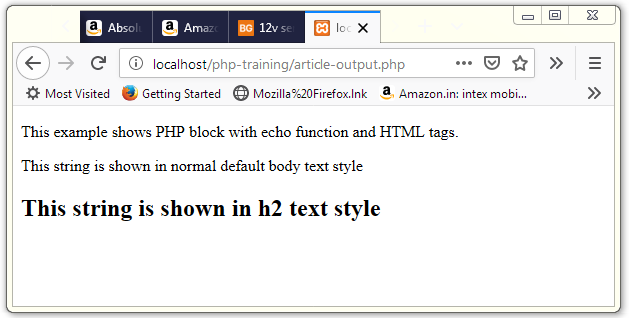 Absolu
Amazo
BG 12v se
loc
localhost/php-training/article-output.php
Most Visited
Getting Started
Mozilla%20Firefox.lnk
Amazon.in: intex mobi...
This example shows PHP block with echo function and HTML tags.
This string is shown in normal default body text style
This string is shown in h2 text style